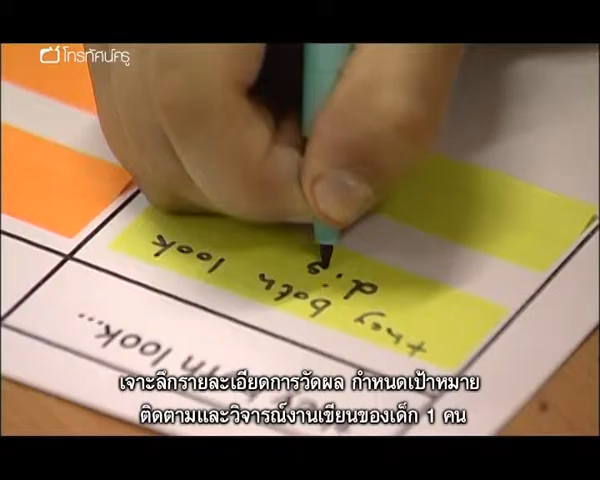 โทรทัศน์ครู
they both look
di
both look...
เจาะลึกรายละเอียดการวัดผล กำหนดเป้าหมาย
ติดตามและวิจารณ์งานเขียนของเด็ก 1 คน